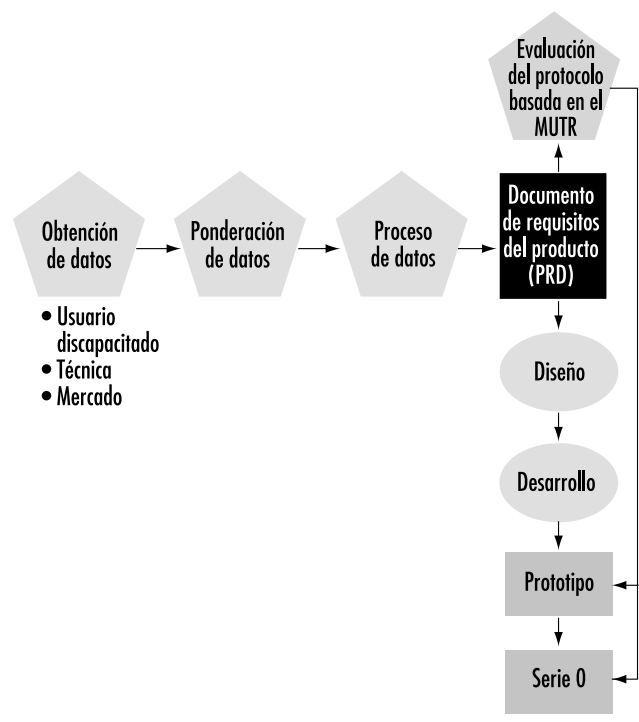 Evaluación
del protocolo
basada en el
MUTR
Obtención
de datos
Ponderación
de datos
Proceso
de datos
Documento
de requisitos
del producto
(PRD)
• Usuario
discapacitado
• Técnica
• Mercado
Diseño
Desarrollo
Prototipo
Serie 0